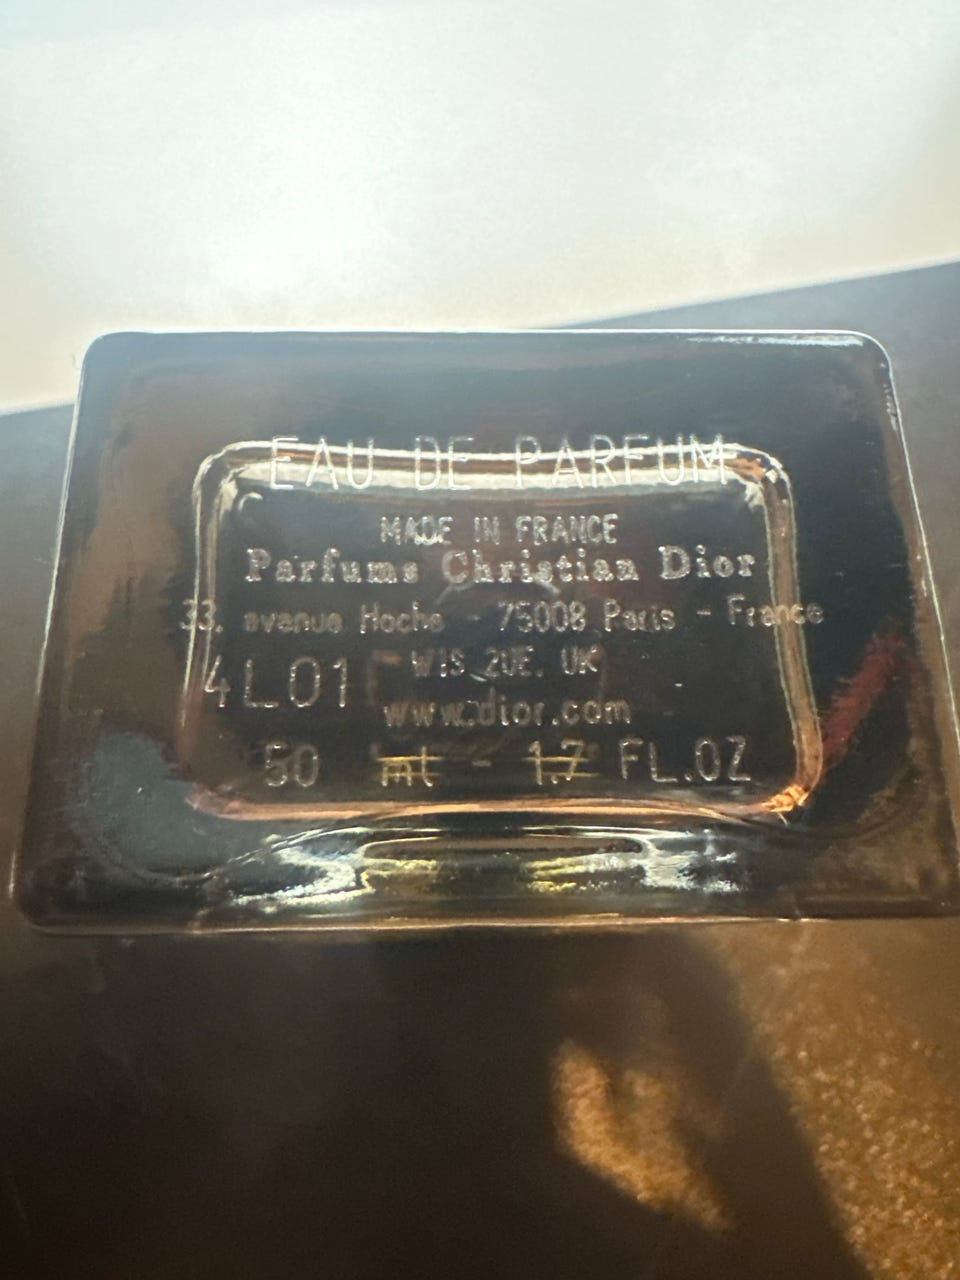 EAU DE PARFUM
MADE IN FRANCE
Parfums Christian Dior
33, avenue Hoche - 75008 Paris - France
W1S 2UE, UK
4L01
www.dior.com
50 ml - 1.7 FL.OZ